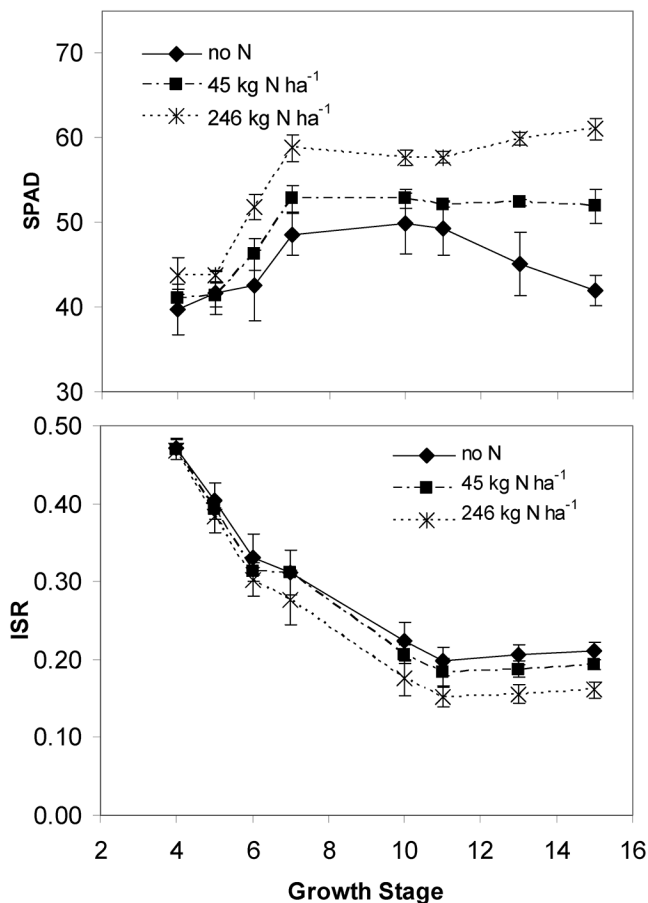 70
60
50
40
30
SPAD
no N
45 kg N ha⁻¹
246 kg N ha⁻¹
0.50
0.40
0.30
0.20
0.10
0.00
ISR
no N
45 kg N ha⁻¹
246 kg N ha⁻¹
2 4 6 8 10 12 14 16
Growth Stage